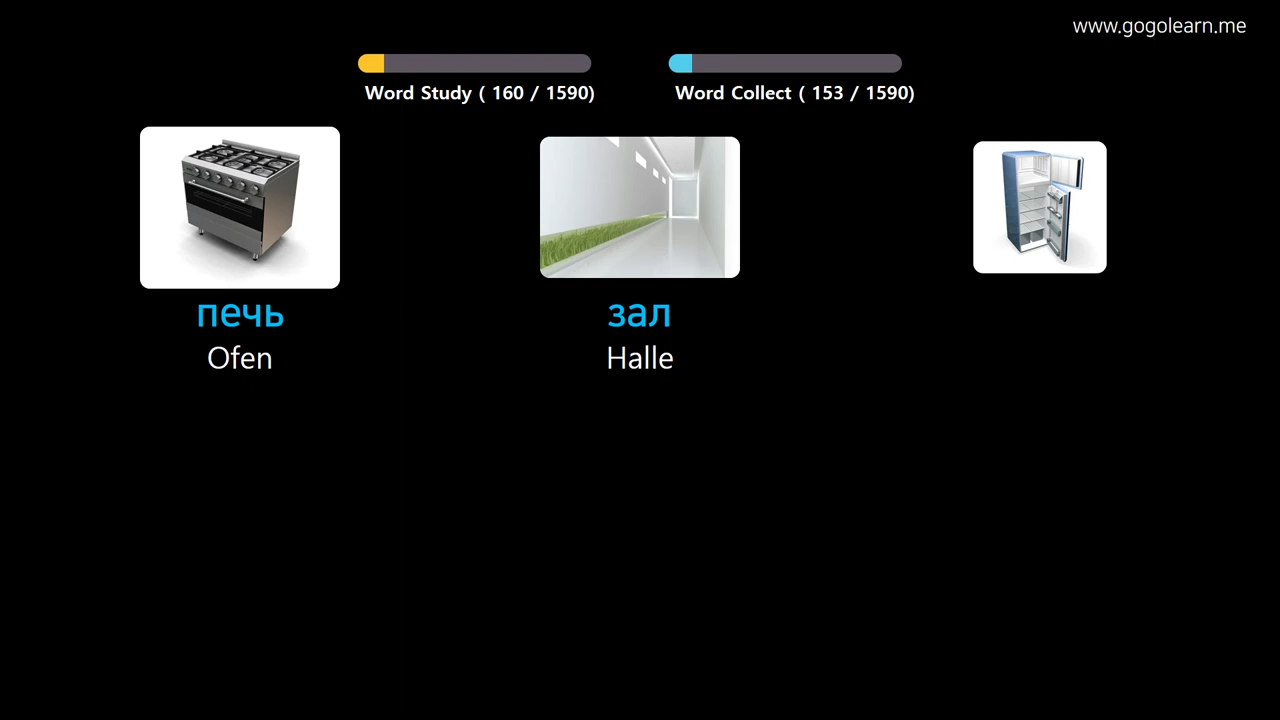 www.gogolearn.me
Word Study ( 160 / 1590)
Word Collect ( 153 / 1590)
печь
зал
Ofen
Halle